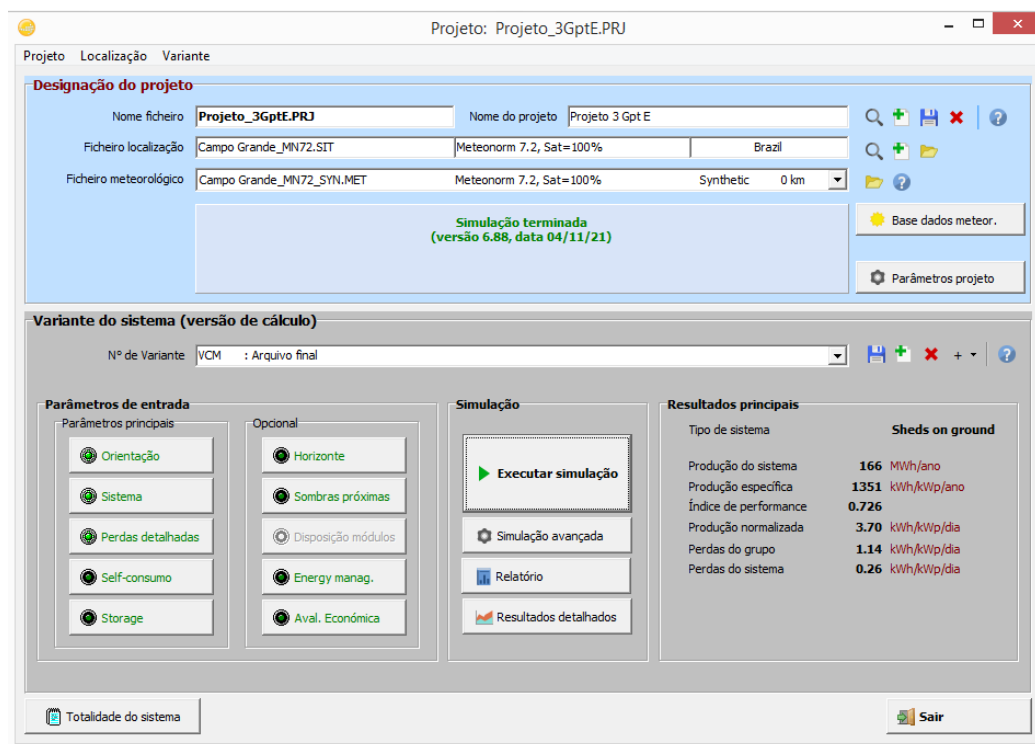 Projeto: Projeto_3GptE.PRJ
Projeto Localização Variante
Designação do projeto
Nome ficheiro Projeto_3GptE.PRJ Nome do projeto Projeto 3 Gpt E
Ficheiro localização Campo Grande_MN72.SIT Meteonorm 7.2, Sat=100% Brazil
Ficheiro meteorológico Campo Grande_MN72_SYN.MET Meteonorm 7.2, Sat=100% Synthetic 0 km
Simulação terminada
(versão 6.88, data 04/11/21)
Base dados meteor.
Parâmetros projeto
Variante do sistema (versão de cálculo)
Nº de Variante VCM : Arquivo final
Parâmetros de entrada
Parâmetros principais
Orientação
Sistema
Perdas detalhadas
Self-consumo
Storage
Opcional
Horizonte
Sombras próximas
Disposição módulos
Energy manag.
Aval. Económica
Simulação
Executar simulação
Simulação avançada
Relatório
Resultados detalhados
Resultados principais
Tipo de sistema Sheds on ground
Produção do sistema 166 MWh/ano
Produção específica 1351 kWh/kWp/ano
Índice de performance 0.726
Produção normalizada 3.70 kWh/kWp/dia
Perdas do grupo 1.14 kWh/kWp/dia
Perdas do sistema 0.26 kWh/kWp/dia
Totalidade do sistema
Sair